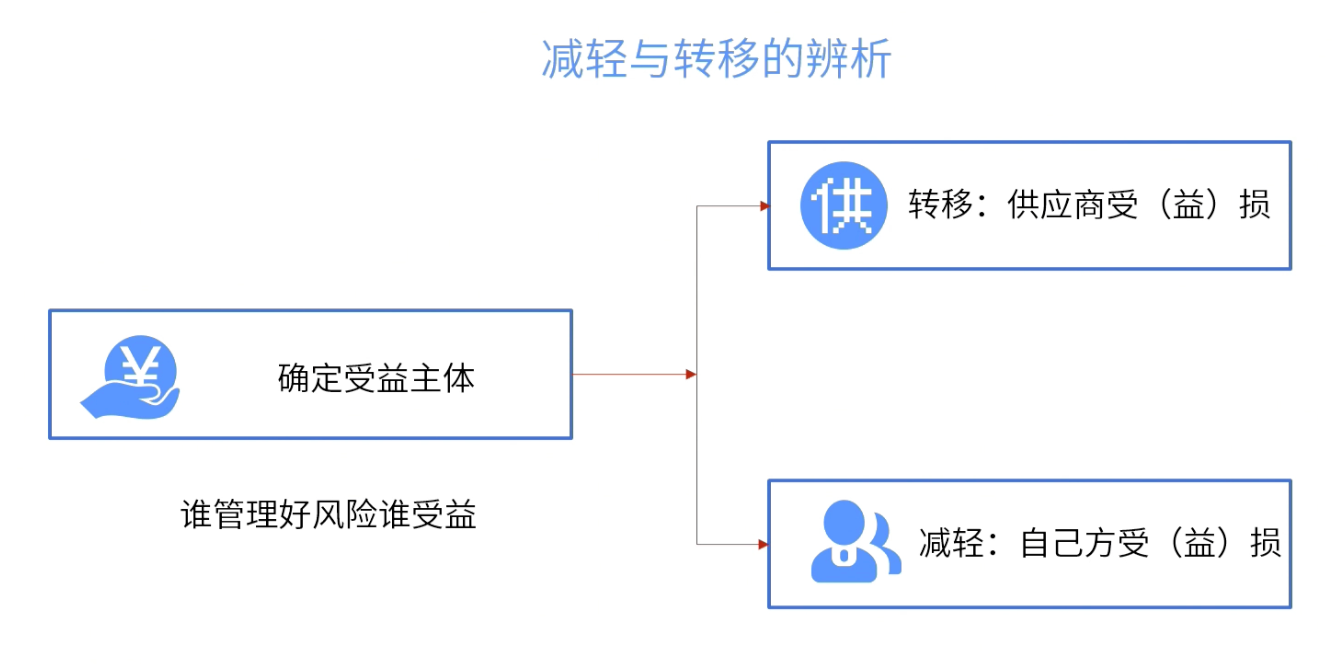 减轻与转移的辨析
供 转移：供应商受（益）损
¥ 确定受益主体
谁管理好风险谁受益
减轻：自己方受（益）损